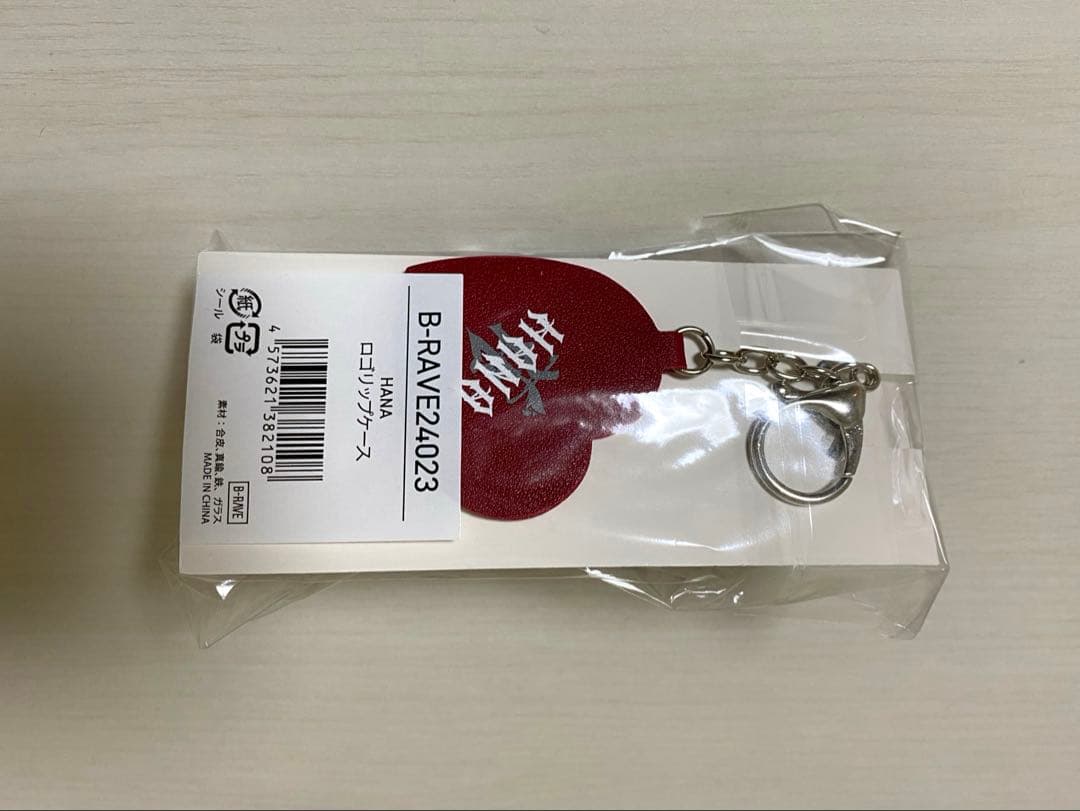 B-RAVE24023
HANA
ロゴリップケース
4 573621 382108
紙
プラ
シール 袋
素材：合皮、真鍮、鉄、ガラス
MADE IN CHINA
B-RAVE
HANA